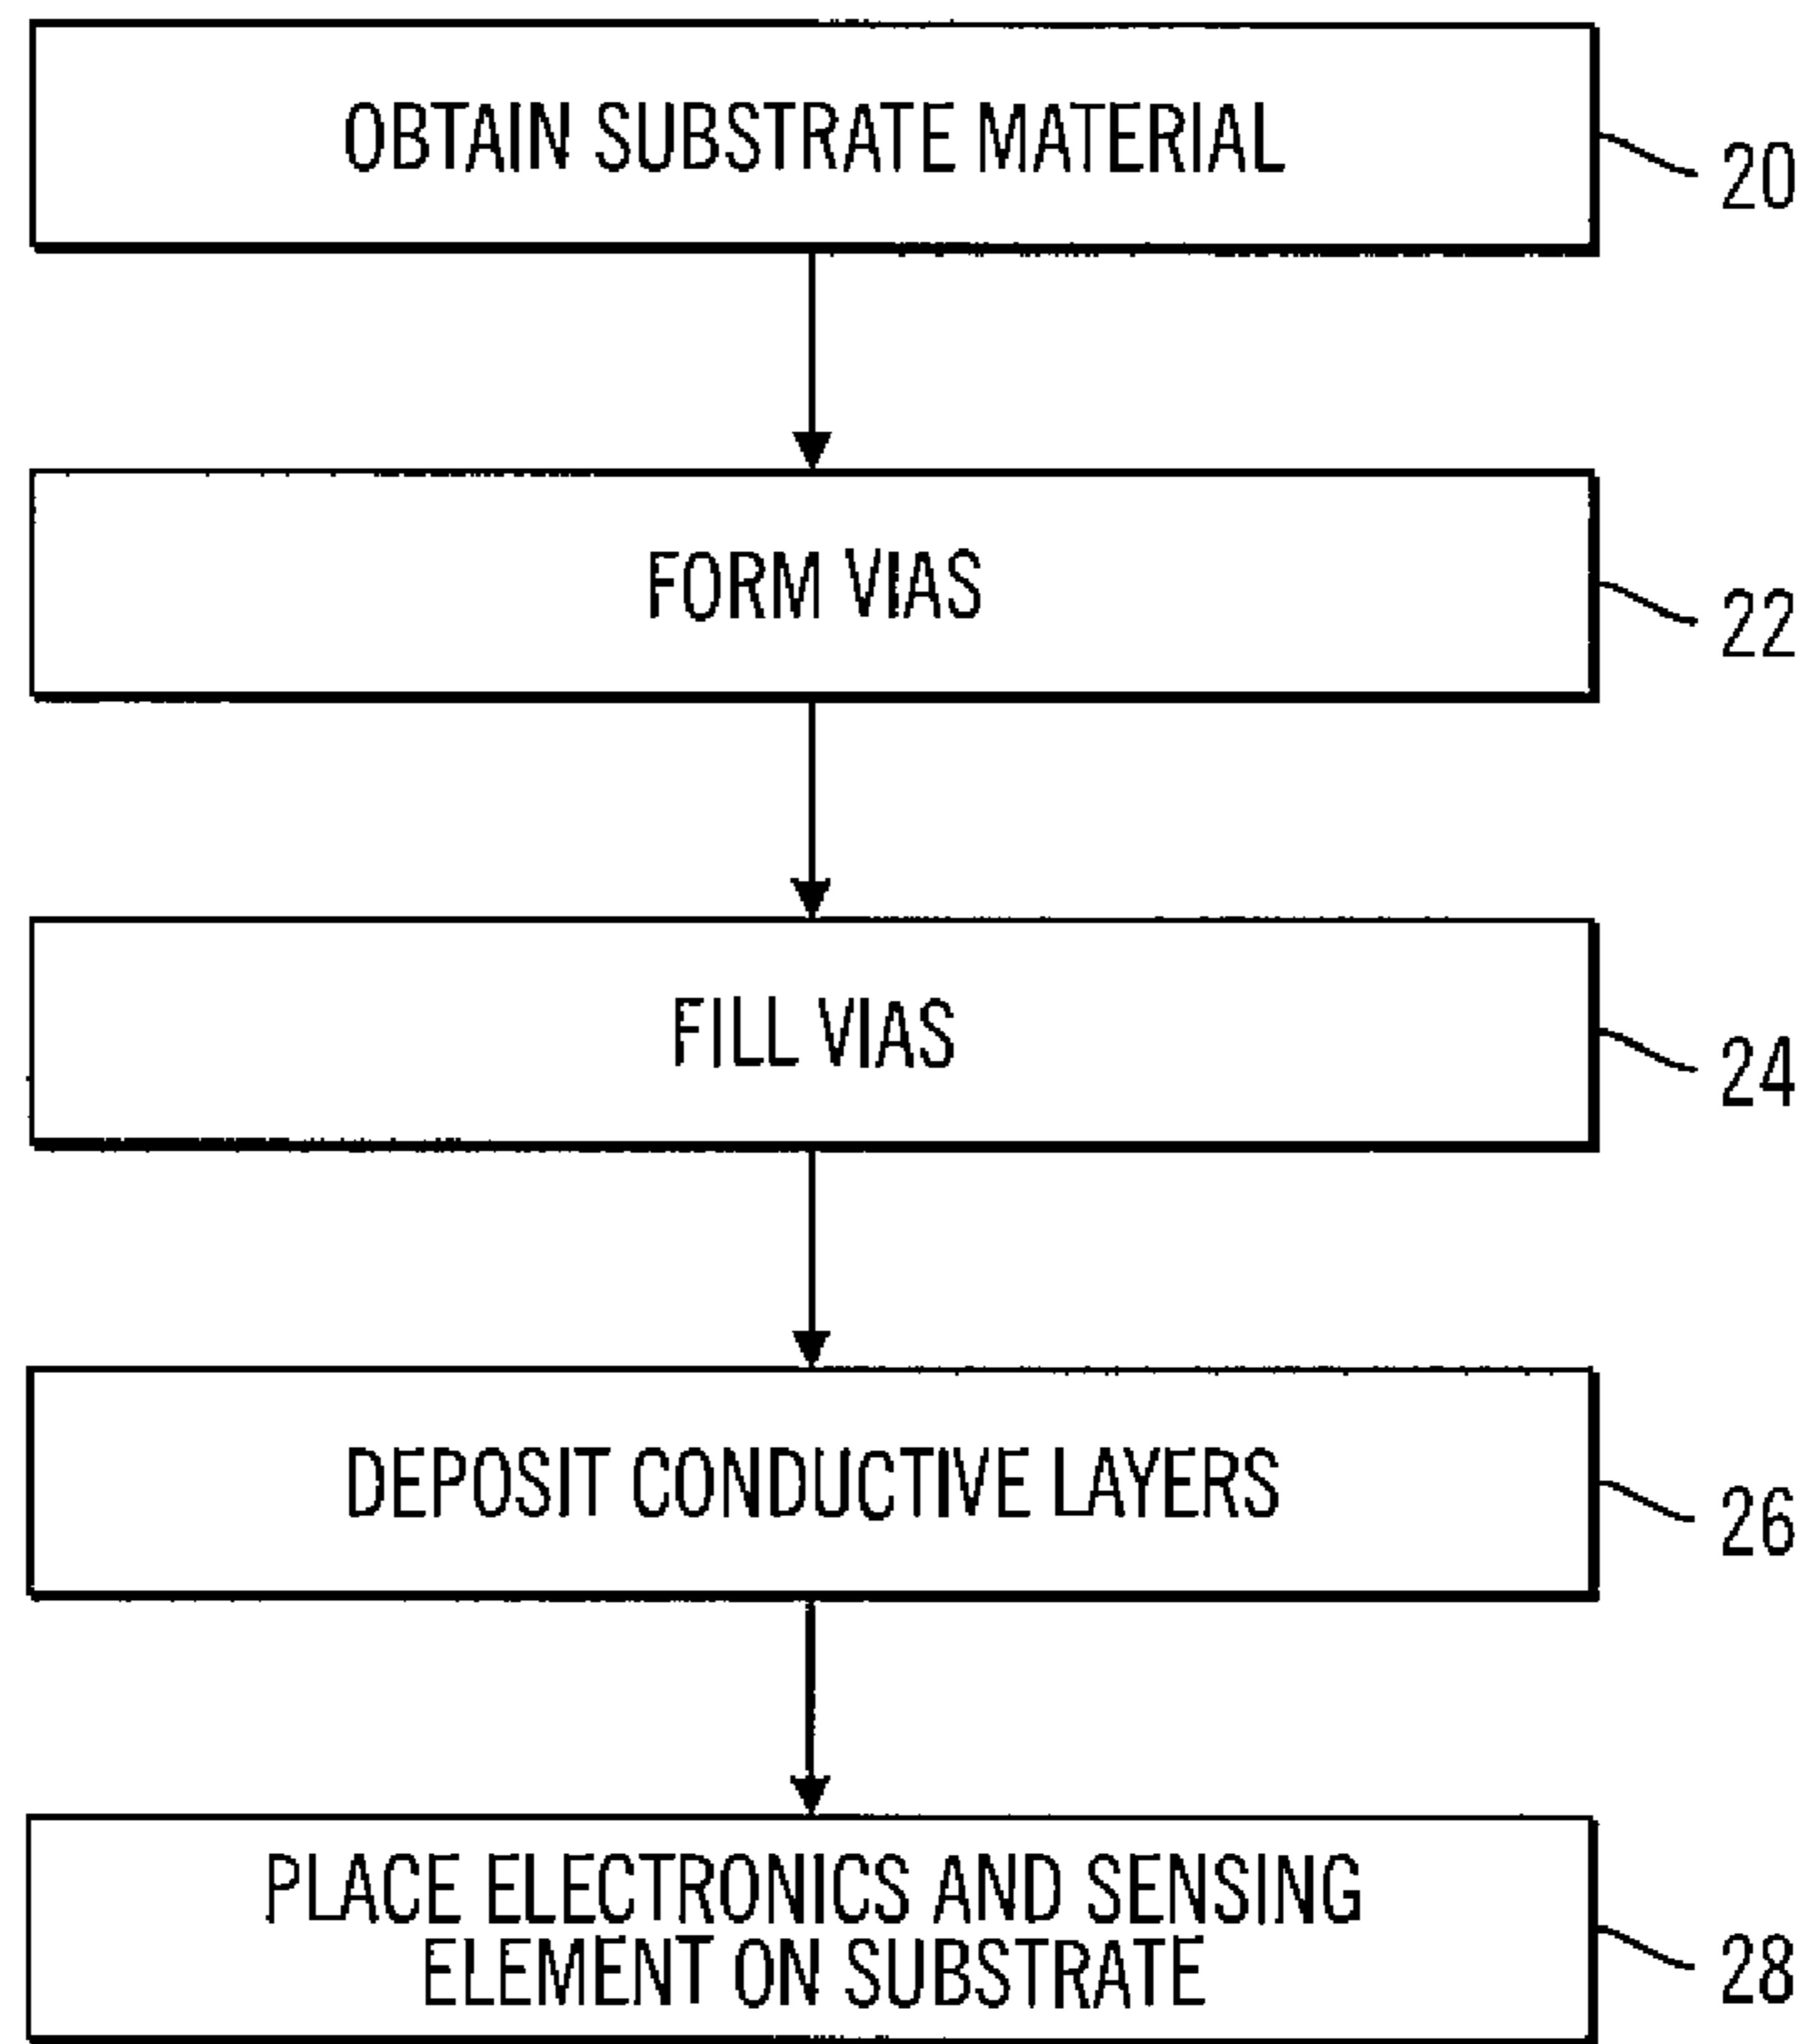 OBTAIN SUBSTRATE MATERIAL
20
FORM VIAS
22
FILL VIAS
24
DEPOSIT CONDUCTIVE LAYERS
26
PLACE ELECTRONICS AND SENSING
ELEMENT ON SUBSTRATE
28